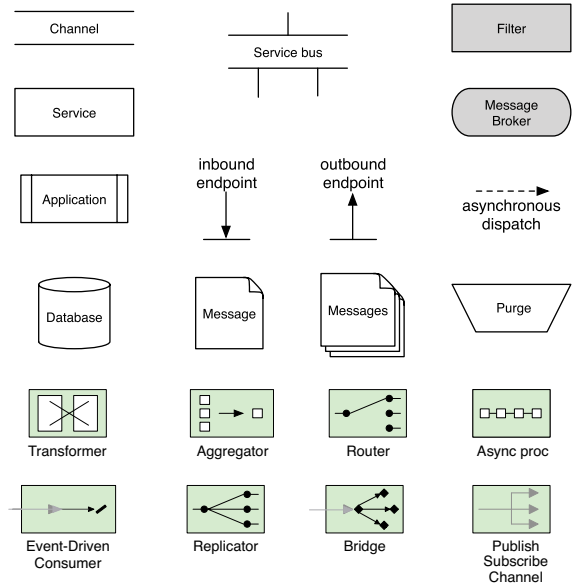 Channel
Service bus
Filter
Service
Message
Broker
Application
inbound
endpoint
outbound
endpoint
asynchronous
dispatch
Database
Message
Messages
Purge
Transformer
Aggregator
Router
Async proc
Event-Driven
Consumer
Replicator
Bridge
Publish
Subscribe
Channel